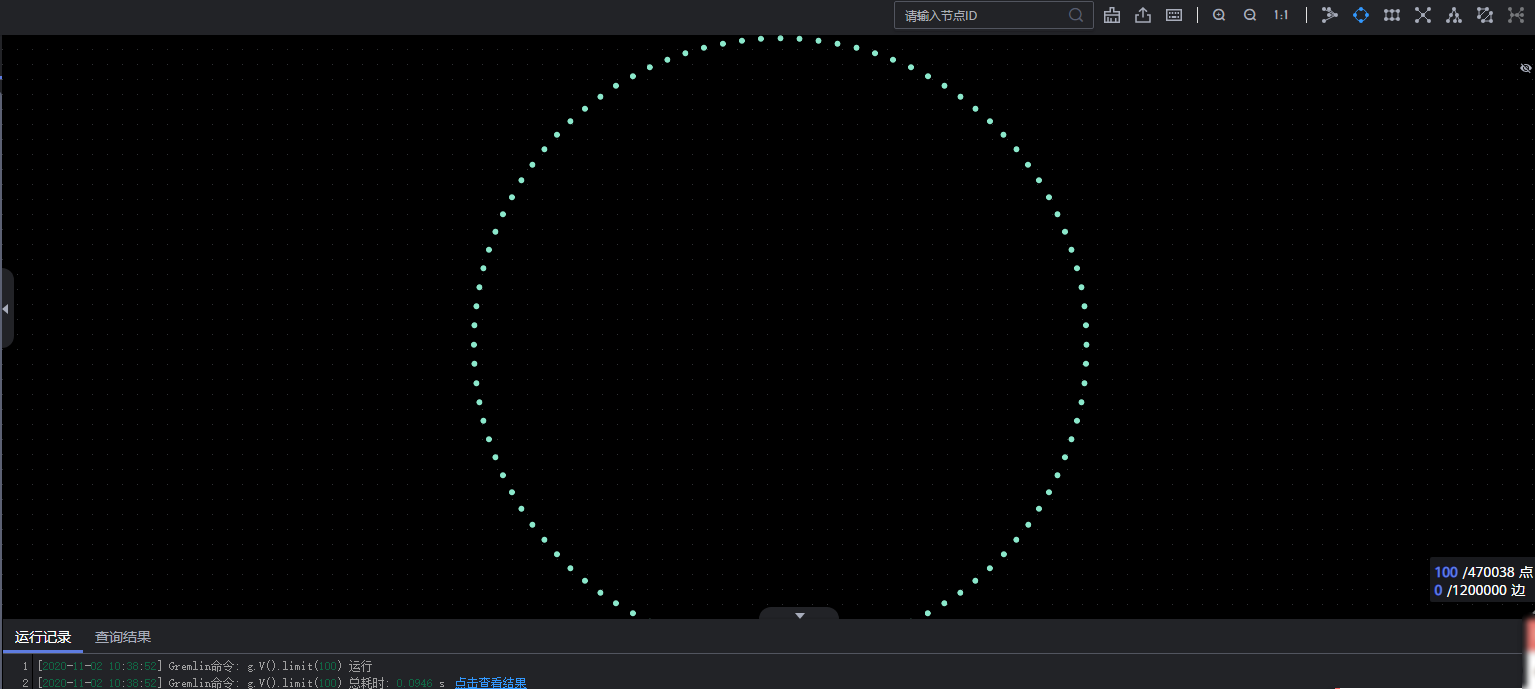 请输入节点ID
1:1
100 /470038 点
0 /1200000 边
运行记录 查询结果
1 [2020-11-02 10:38:52] Gremlin命令: g.V().limit(100) 运行
2 [2020-11-02 10:38:52] Gremlin命令: g.V().limit(100) 总耗时: 0.0946 s 点击查看结果